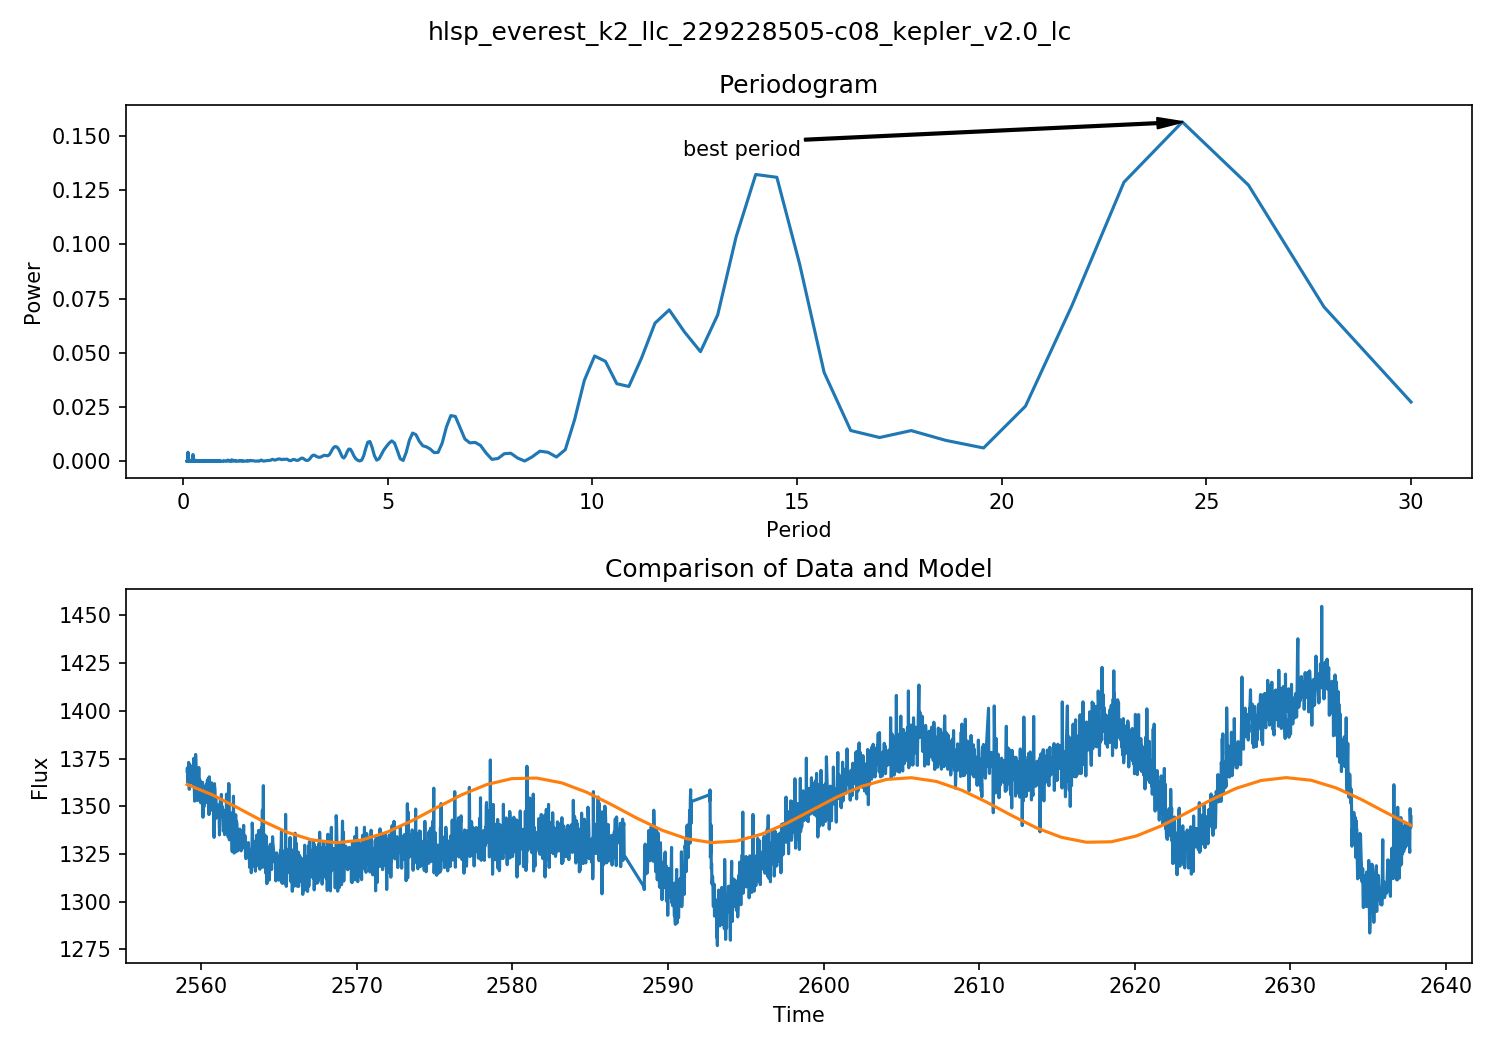 hlsp_everest_k2_llc_229228505-c08_kepler_v2.0_lc
Periodogram
0.150
0.125
0.100
0.075
0.050
0.025
0.000
Power
best period
0 5 10 15 20 25 30
Period
Comparison of Data and Model
1450
1425
1400
1375
1350
1325
1300
1275
Flux
2560 2570 2580 2590 2600 2610 2620 2630 2640
Time